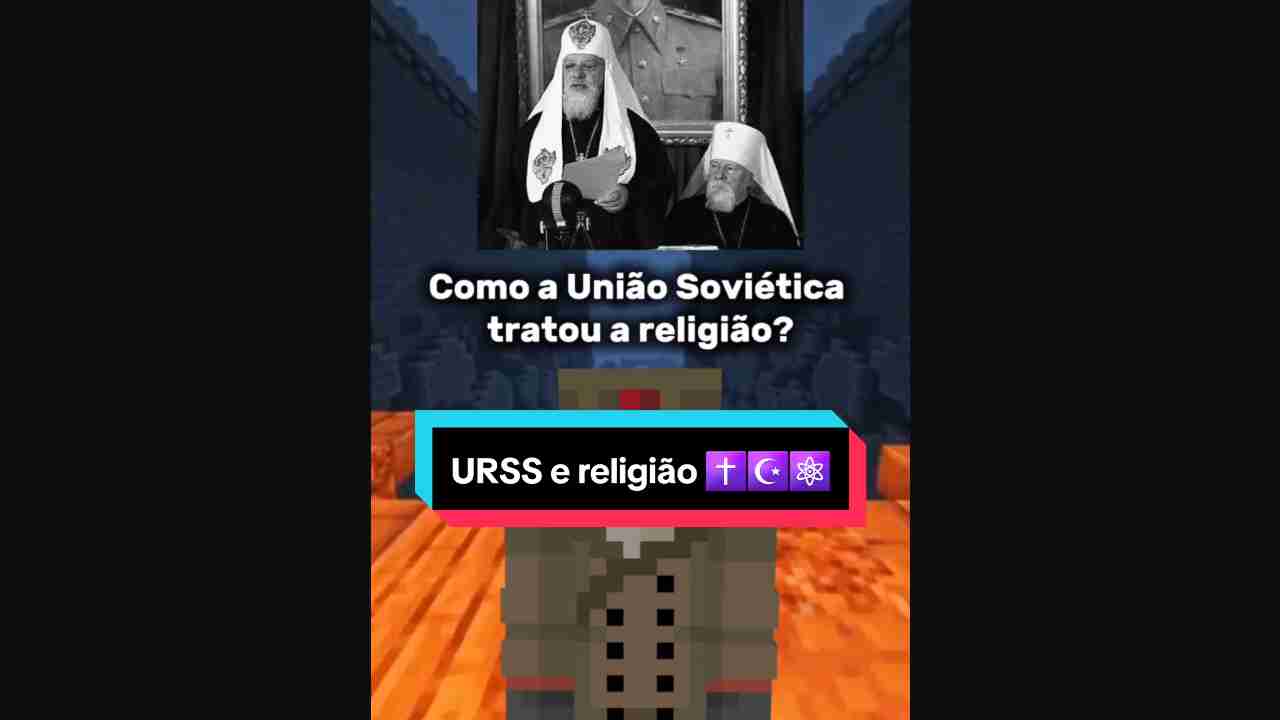 Como a União Soviética
tratou a religião?
URSS e religião ✝️☪️⚛️